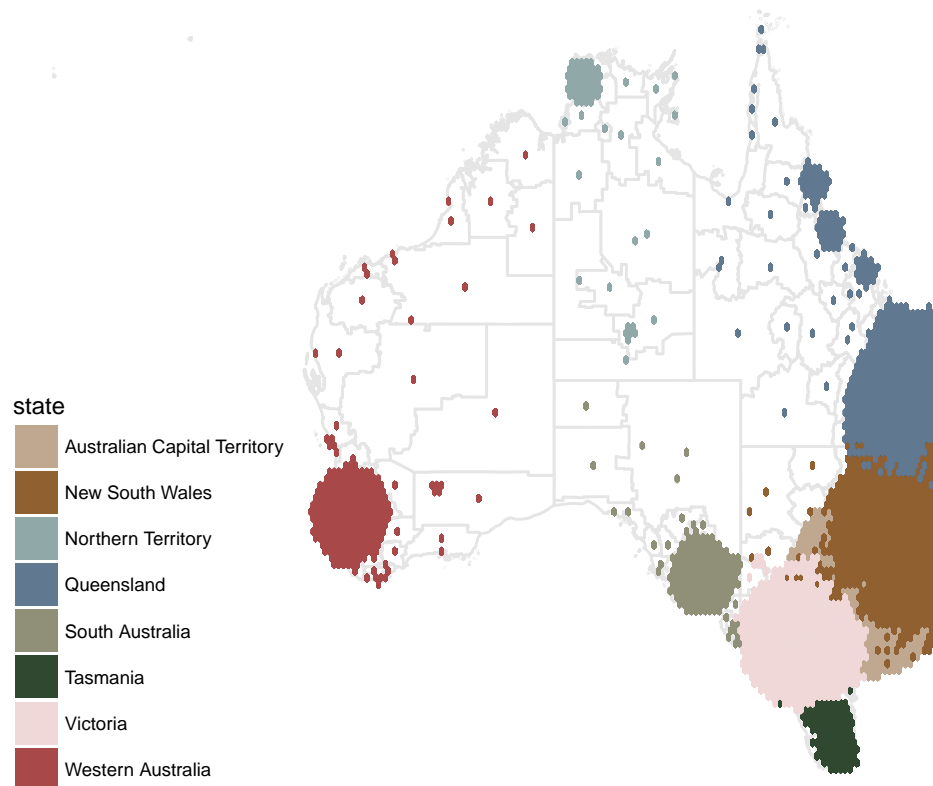 state
Australian Capital Territory
New South Wales
Northern Territory
Queensland
South Australia
Tasmania
Victoria
Western Australia